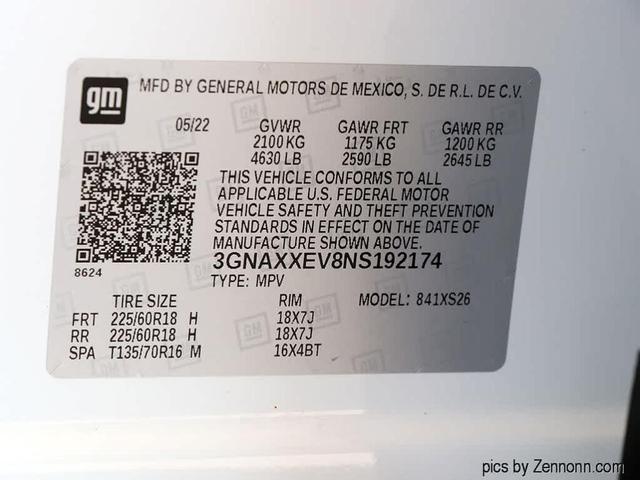 gm MFD BY GENERAL MOTORS DE MEXICO, S. DE R.L. DE C.V.
05/22 GVWR GAWR FRT GAWR RR
2100 KG 1175 KG 1200 KG
4630 LB 2590 LB 2645 LB
THIS VEHICLE CONFORMS TO ALL
APPLICABLE U.S. FEDERAL MOTOR
VEHICLE SAFETY AND THEFT PREVENTION
STANDARDS IN EFFECT ON THE DATE OF
MANUFACTURE SHOWN ABOVE.
8624 3GNAXXEV8NS192174
TYPE: MPV
TIRE SIZE RIM MODEL: 841XS26
FRT 225/60R18 H 18X7J
RR 225/60R18 H 18X7J
SPA T135/70R16 M 16X4BT
pics by Zennonn.com